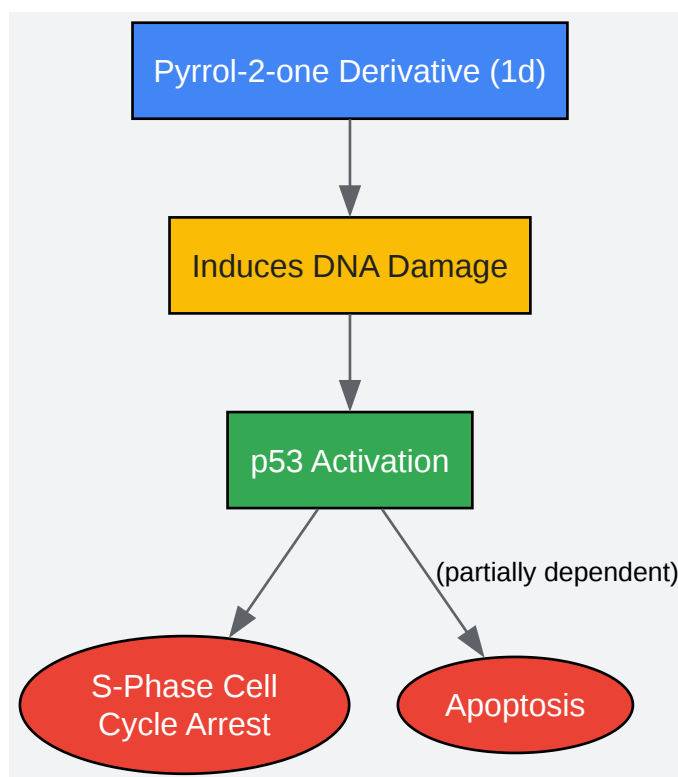 Pyrrol-2-one Derivative (1d)
Induces DNA Damage
p53 Activation
(partially dependent)
S-Phase Cell
Cycle Arrest
Apoptosis